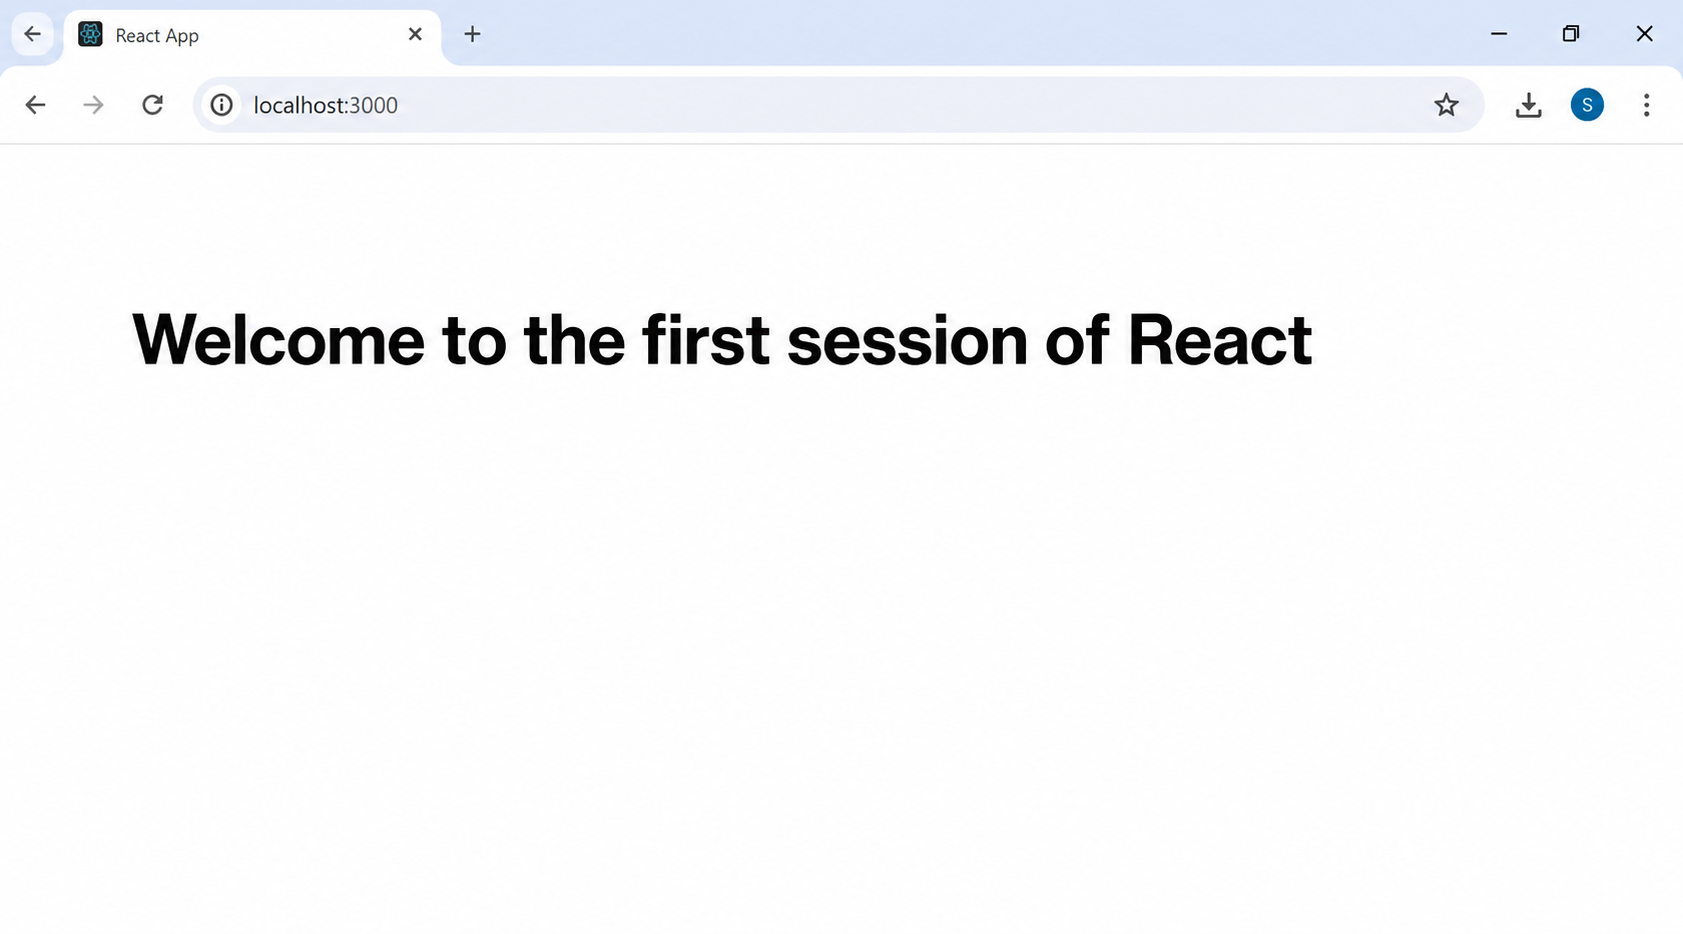 React App
localhost:3000
S
Welcome to the first session of React